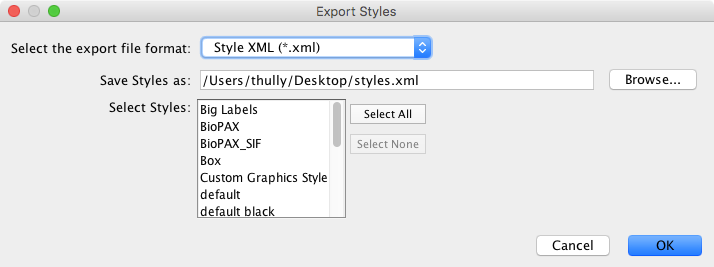 Export Styles
Select the export file format: Style XML (*.xml)
Save Styles as: /Users/thully/Desktop/styles.xml Browse...
Select Styles: Big Labels
BioPAX Select All
BioPAX_SIF Select None
Box
Custom Graphics Style
default
default black
Cancel OK